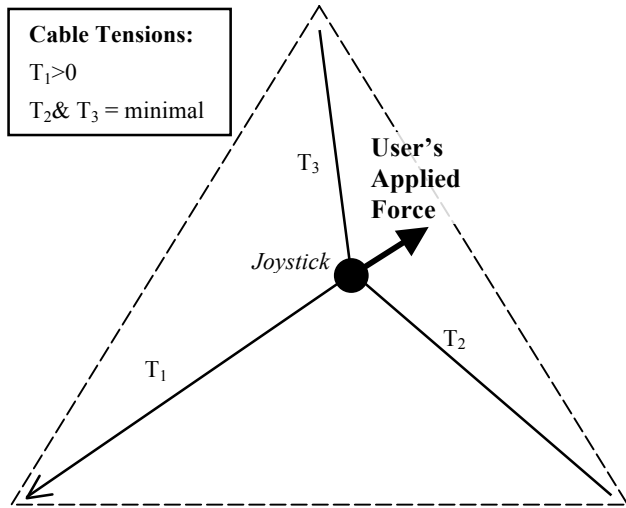 Cable Tensions:
T₁>0
T₂& T₃ = minimal
T₃
User’s
Applied
Force
Joystick
T₂
T₁